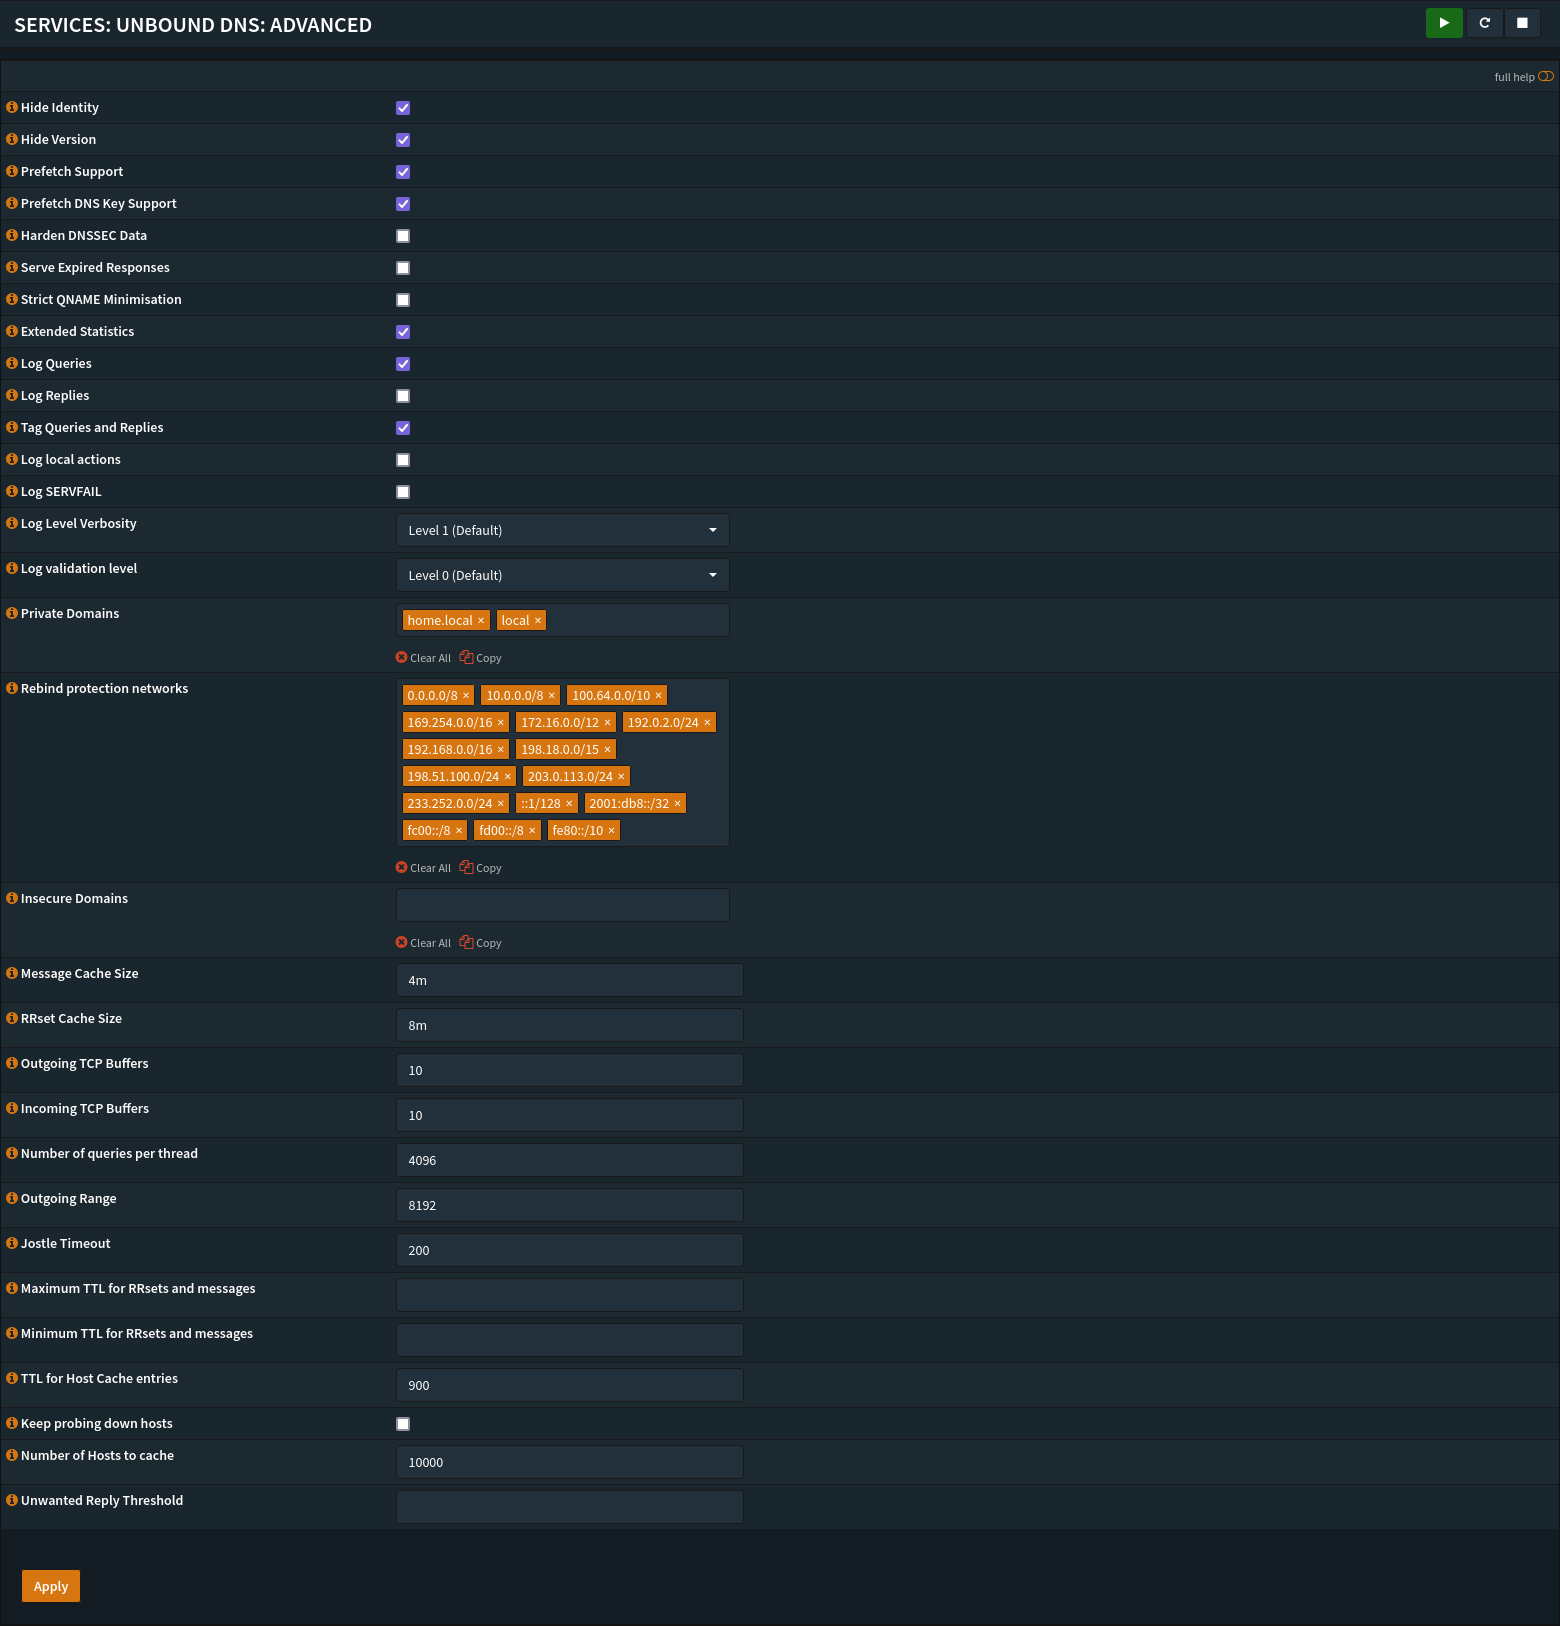 SERVICES: UNBOUND DNS: ADVANCED
full help
Hide Identity
Hide Version
Prefetch Support
Prefetch DNS Key Support
Harden DNSSEC Data
Serve Expired Responses
Strict QNAME Minimisation
Extended Statistics
Log Queries
Log Replies
Tag Queries and Replies
Log local actions
Log SERVFAIL
Log Level Verbosity Level 1 (Default)
Log validation level Level 0 (Default)
Private Domains home.local × local ×
Clear All Copy
Rebind protection networks 0.0.0.0/8 × 10.0.0.0/8 × 100.64.0.0/10 ×
169.254.0.0/16 × 172.16.0.0/12 × 192.0.2.0/24 ×
192.168.0.0/16 × 198.18.0.0/15 ×
198.51.100.0/24 × 203.0.113.0/24 ×
233.252.0.0/24 × ::1/128 × 2001:db8::/32 ×
fc00::/8 × fd00::/8 × fe80::/10 ×
Clear All Copy
Insecure Domains
Clear All Copy
Message Cache Size 4m
RRset Cache Size 8m
Outgoing TCP Buffers 10
Incoming TCP Buffers 10
Number of queries per thread 4096
Outgoing Range 8192
Jostle Timeout 200
Maximum TTL for RRsets and messages
Minimum TTL for RRsets and messages
TTL for Host Cache entries 900
Keep probing down hosts
Number of Hosts to cache 10000
Unwanted Reply Threshold
Apply